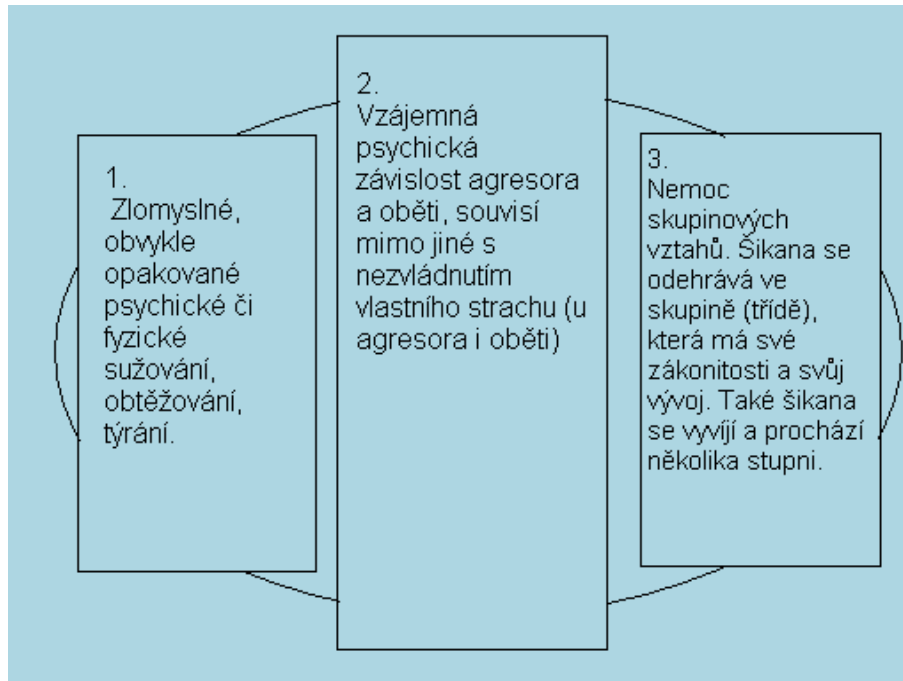 1.
Zlomyslné,
obvykle
opakované
psychické či
fyzické
sužování,
obtěžování,
týrání.
2.
Vzájemná
psychická
závislost agresora
a oběti, souvisí
mimo jiné s
nezvládnutím
vlastního strachu (u
agresora i oběti)
3.
Nemoc
skupinových
vztahů. Šikana se
odehrává ve
skupině (třídě),
která má své
zákonitosti a svůj
vývoj. Také šikana
se vyvíjí a prochází
několika stupni.